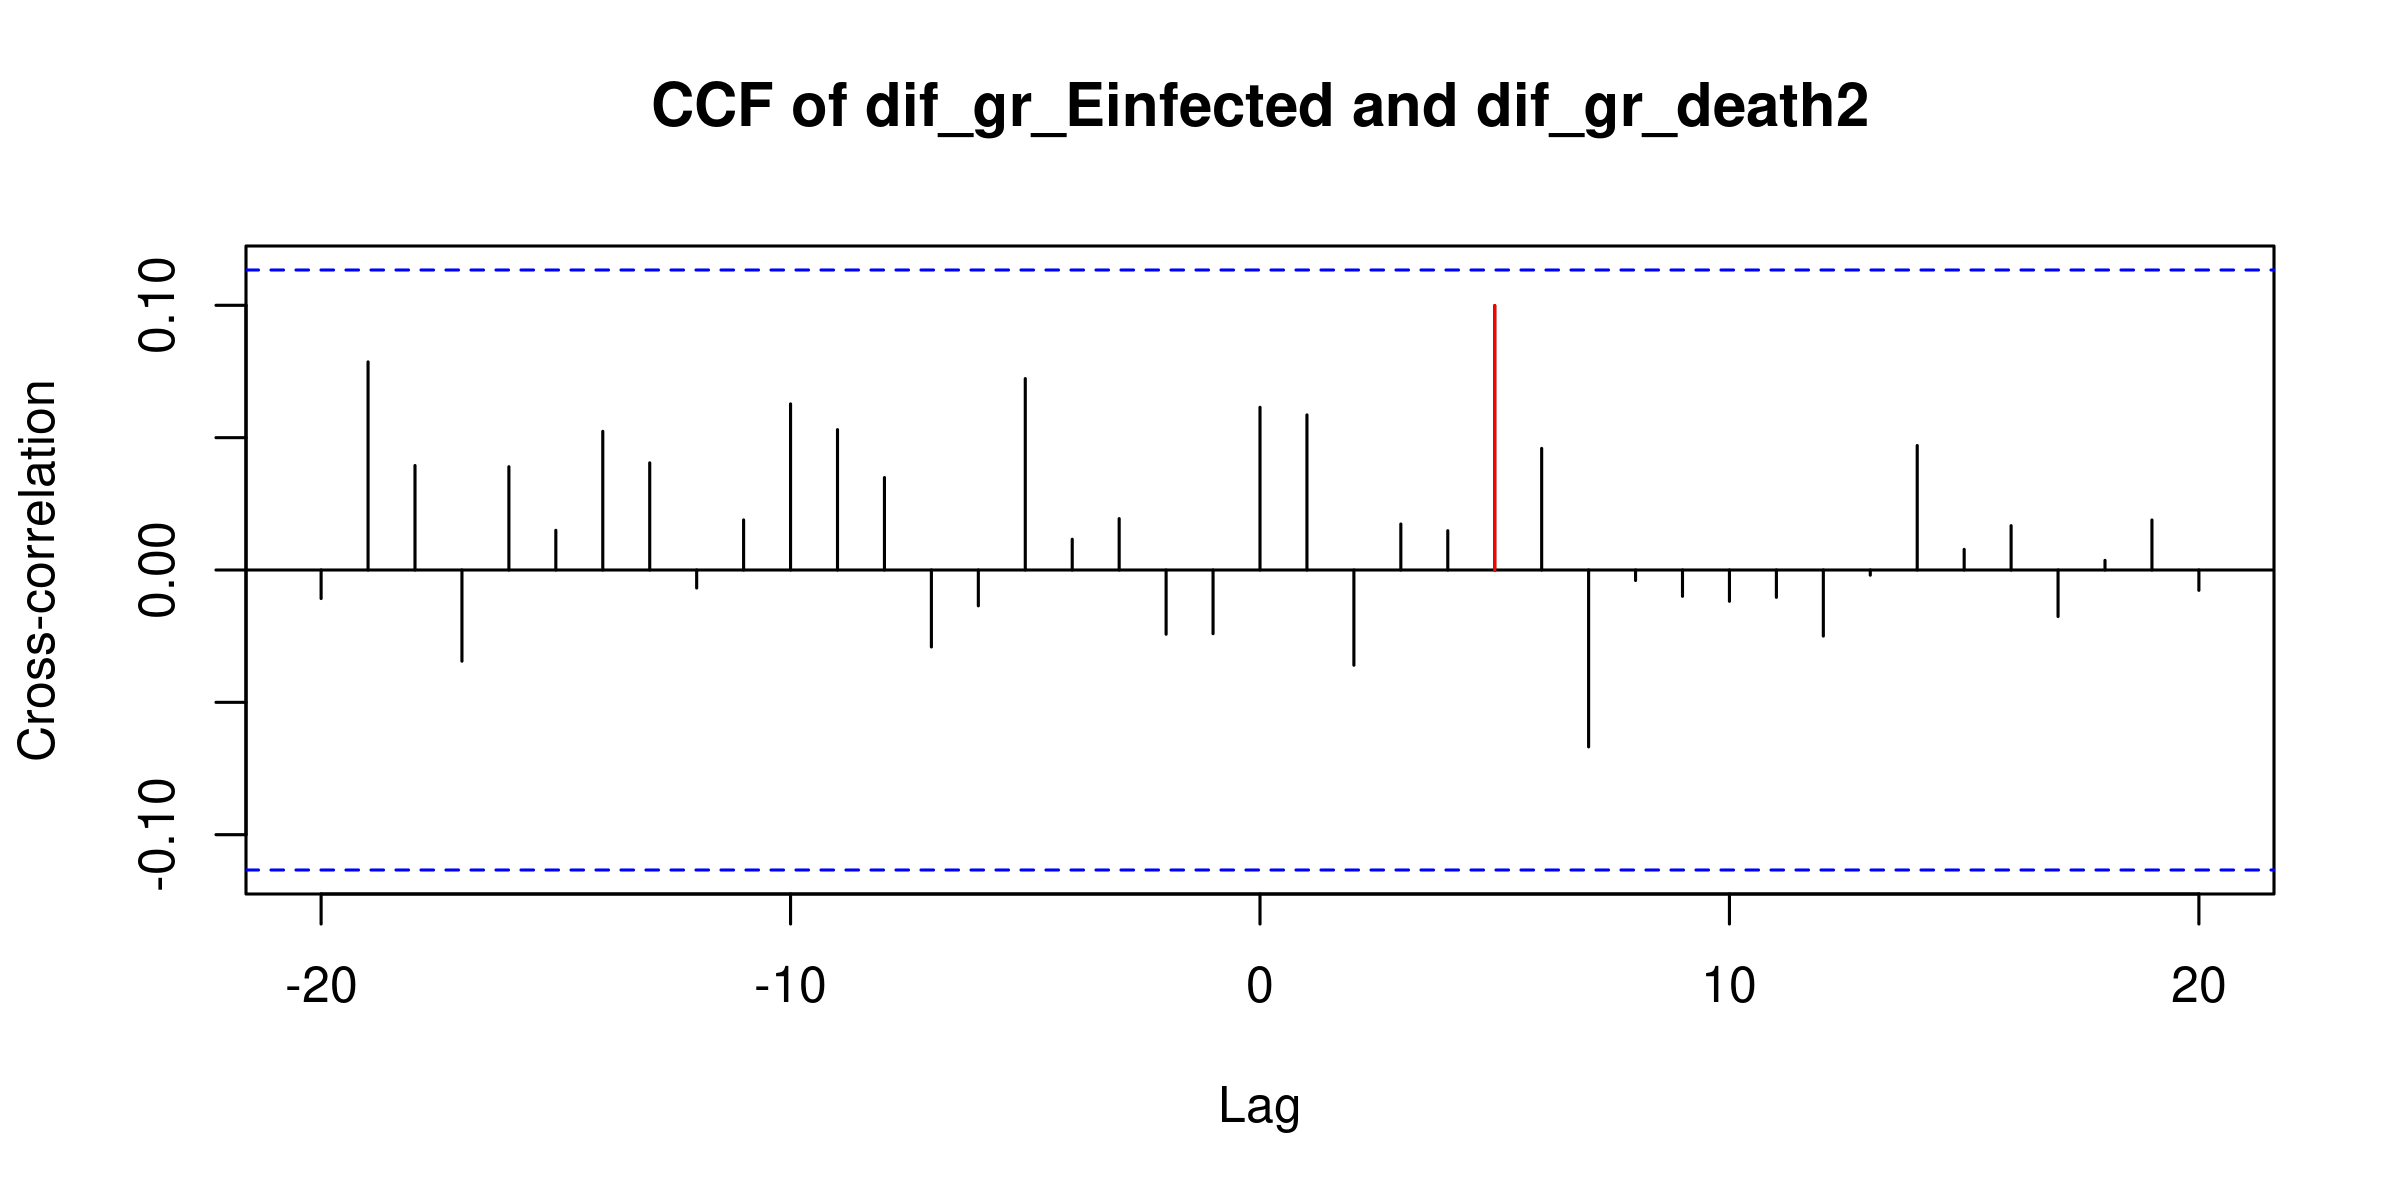 CCF of dif_gr_Einfected and dif_gr_death2
Cross-correlation
0.10
0.00
-0.10
-20 -10 0 10 20
Lag